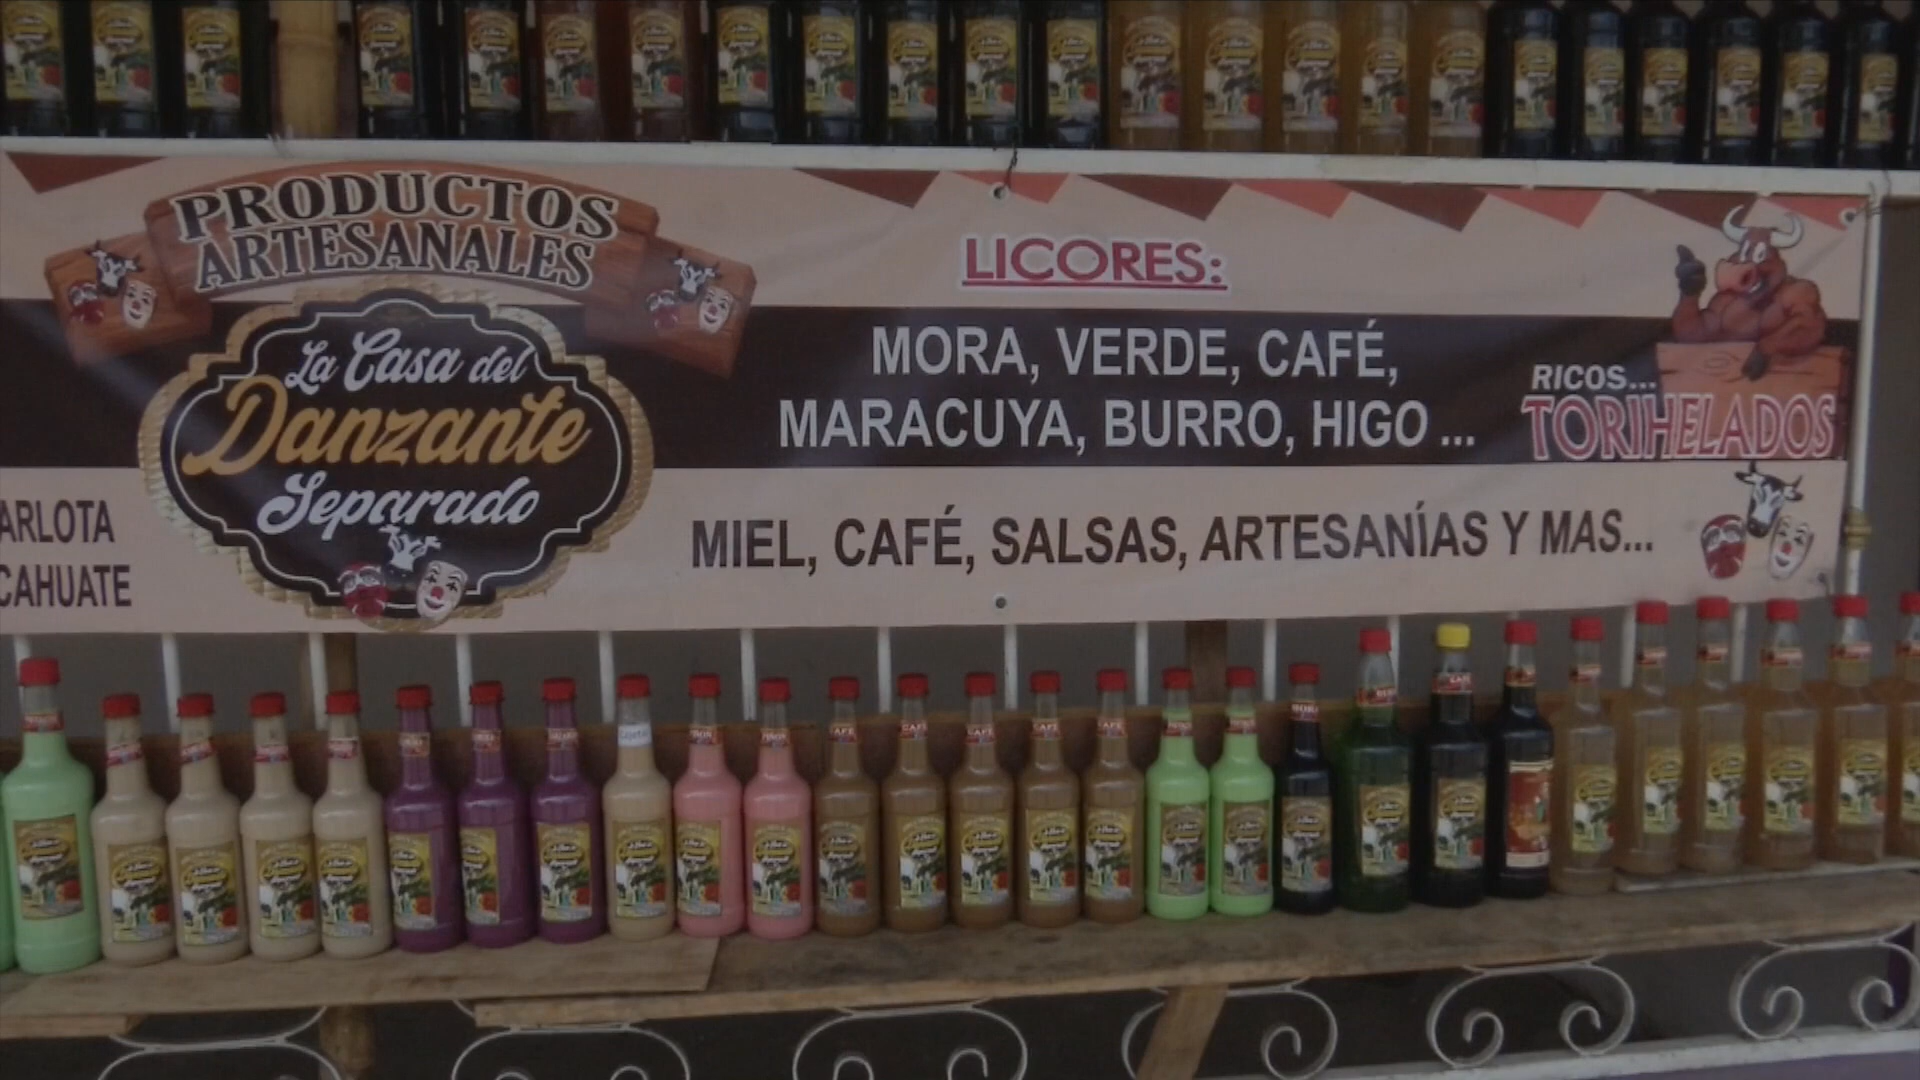 PRODUCTOS
ARTESANALES
La Casa del
Danzante
Separado
ARLOTA
CAHUATE
LICORES:
MORA, VERDE, CAFÉ,
MARACUYA, BURRO, HIGO ...
RICOS...
TORIHELADOS
MIEL, CAFÉ, SALSAS, ARTESANÍAS Y MAS...